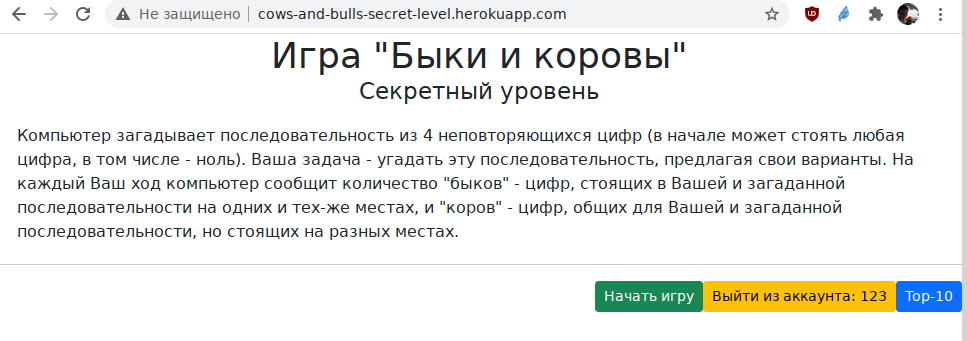 Не защищено | cows-and-bulls-secret-level.herokuapp.com
Игра "Быки и коровы"
Секретный уровень
Компьютер загадывает последовательность из 4 неповторяющихся цифр (в начале может стоять любая
цифра, в том числе - ноль). Ваша задача - угадать эту последовательность, предлагая свои варианты. На
каждый Ваш ход компьютер сообщит количество "быков" - цифр, стоящих в Вашей и загаданной
последовательности на одних и тех-же местах, и "коров" - цифр, общих для Вашей и загаданной
последовательности, но стоящих на разных местах.
Начать игру Выйти из аккаунта: 123 Top-10